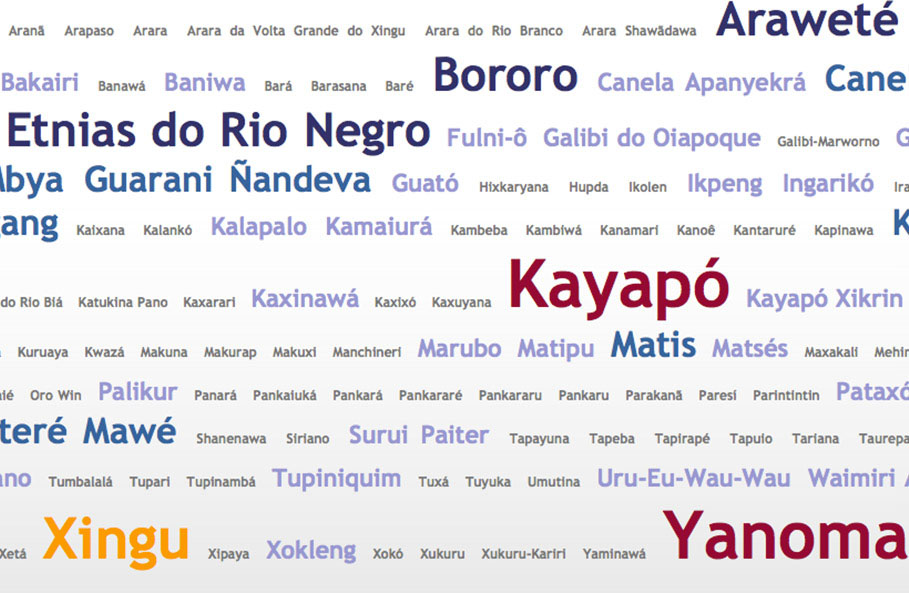 Aranã Arapaso Arara Arara da Volta Grande do Xingu Arara do Rio Branco Arara Shawãdawa Araweté
Bakairi Banawá Baniwa Bará Barasana Baré Bororo Canela Apanyekrá Cane
Etnias do Rio Negro Fulni-ô Galibi do Oiapoque Galibi-Marworno G
Mbya Guarani Ñandeva Guató Hixkaryana Hupda Ikolen Ikpeng Ingarikó Ira
gang Kaixana Kalankó Kalapalo Kamaiurá Kambeba Kambiwá Kanamari Kanoê Kantaruré Kapinawa K
do Rio Biá Katukina Pano Kaxarari Kaxinawá Kaxixó Kaxuyana Kayapó Kayapó Xikrin
Kuruaya Kwazá Makuna Makurap Makuxi Manchineri Marubo Matipu Matis Matsés Maxakali Mehin
ié Oro Win Palikur Panará Pankaiuká Pankará Pankararé Pankararu Pankaru Parakanã Paresí Parintintin Pataxó
teré Mawé Shanenawa Siriano Surui Paiter Tapayuna Tapeba Tapirapé Tapuio Tariana Taurepa
ano Tumbalalá Tupari Tupinambá Tupiniquim Tuxá Tuyuka Umutina Uru-Eu-Wau-Wau Waimiri A
Xetá Xingu Xipaya Xokleng Xokó Xukuru Xukuru-Kariri Yaminawá Yanoma